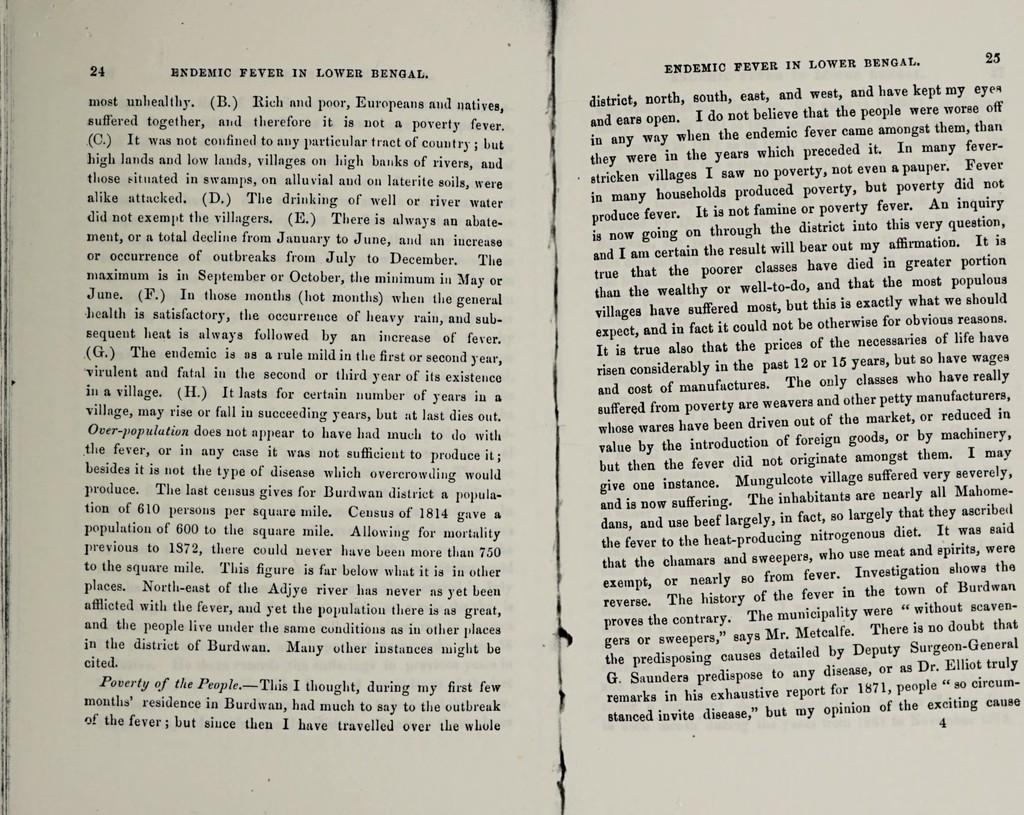 24 ENDEMIC FEVER IN LOWER BENGAL.
most unhealthy. (B.) Rich and poor, Europeans and natives,
suffered together, and therefore it is not a poverty fever.
(C.) It was not confined to any particular tract of country; but
high lands and low lands, villages on high banks of rivers, and
those situated in swamps, on alluvial and on laterite soils, were
alike attacked. (D.) The drinking of well or river water
did not exempt the villagers. (E.) There is always an abate-
ment, or a total decline from January to June, and an increase
or occurrence of outbreaks from July to December. The
maximum is in September or October, the minimum in May or
June. (F.) In those months (hot months) when the general
health is satisfactory, the occurrence of heavy rain, and sub-
sequent heat is always followed by an increase of fever.
(G.) The endemic is as a rule mild in the first or second year,
virulent and fatal in the second or third year of its existence
in a village. (H.) It lasts for certain number of years in a
village, may rise or fall in succeeding years, but at last dies out.
Over-population does not appear to have had much to do with
the fever, or in any case it was not sufficient to produce it;
besides it is not the type of disease which overcrowding would
produce. The last census gives for Burdwan district a popula-
tion of 610 persons per square mile. Census of 1814 gave a
population of 600 to the square mile. Allowing for mortality
previous to 1872, there could never have been more than 750
to the square mile. This figure is far below what it is in other
places. North-east of the Adjye river has never as yet been
afflicted with the fever, and yet the population there is as great,
and the people live under the same conditions as in other places
in the district of Burdwan. Many other instances might be
cited.
Poverty of the People.—This I thought, during my first few
months' residence in Burdwan, had much to say to the outbreak
of the fever; but since then I have travelled over the whole
ENDEMIC FEVER IN LOWER BENGAL. 25
district, north, south, east, and west, and have kept my eyes
and ears open. I do not believe that the people were worse off
in any way when the endemic fever came amongst them, than
they were in the years which preceded it. In many fever-
stricken villages I saw no poverty, not even a pauper. Fever
in many households produced poverty, but poverty did not
produce fever. It is not famine or poverty fever. An inquiry
is now going on through the district into this very question,
and I am certain the result will bear out my affirmation. It is
true that the poorer classes have died in greater portion
than the wealthy or well-to-do, and that the most populous
villages have suffered most, but this is exactly what we should
expect, and in fact it could not be otherwise for obvious reasons.
It is true also that the prices of the necessaries of life have
risen considerably in the past 12 or 15 years, but so have wages
and cost of manufactures. The only classes who have really
suffered from poverty are weavers and other petty manufacturers,
whose wares have been driven out of the market, or reduced in
value by the introduction of foreign goods, or by machinery,
but then the fever did not originate amongst them. I may
give one instance. Mungulcote village suffered very severely,
and is now suffering. The inhabitants are nearly all Mahome-
dans, and use beef largely, in fact, so largely that they ascribed
the fever to the heat-producing nitrogenous diet. It was said
that the chamars and sweepers, who use meat and spirits, were
exempt, or nearly so from fever. Investigation shows the
reverse. The history of the fever in the town of Burdwan
proves the contrary. The municipality were “without scaven-
gers or sweepers,” says Mr. Metcalfe. There is no doubt that
the predisposing causes detailed by Deputy Surgeon-General
G. Saunders predispose to any disease, or as Dr. Elliot truly
remarks in his exhaustive report for 1871, people “so circum-
stanced invite disease,” but my opinion of the exciting cause
4